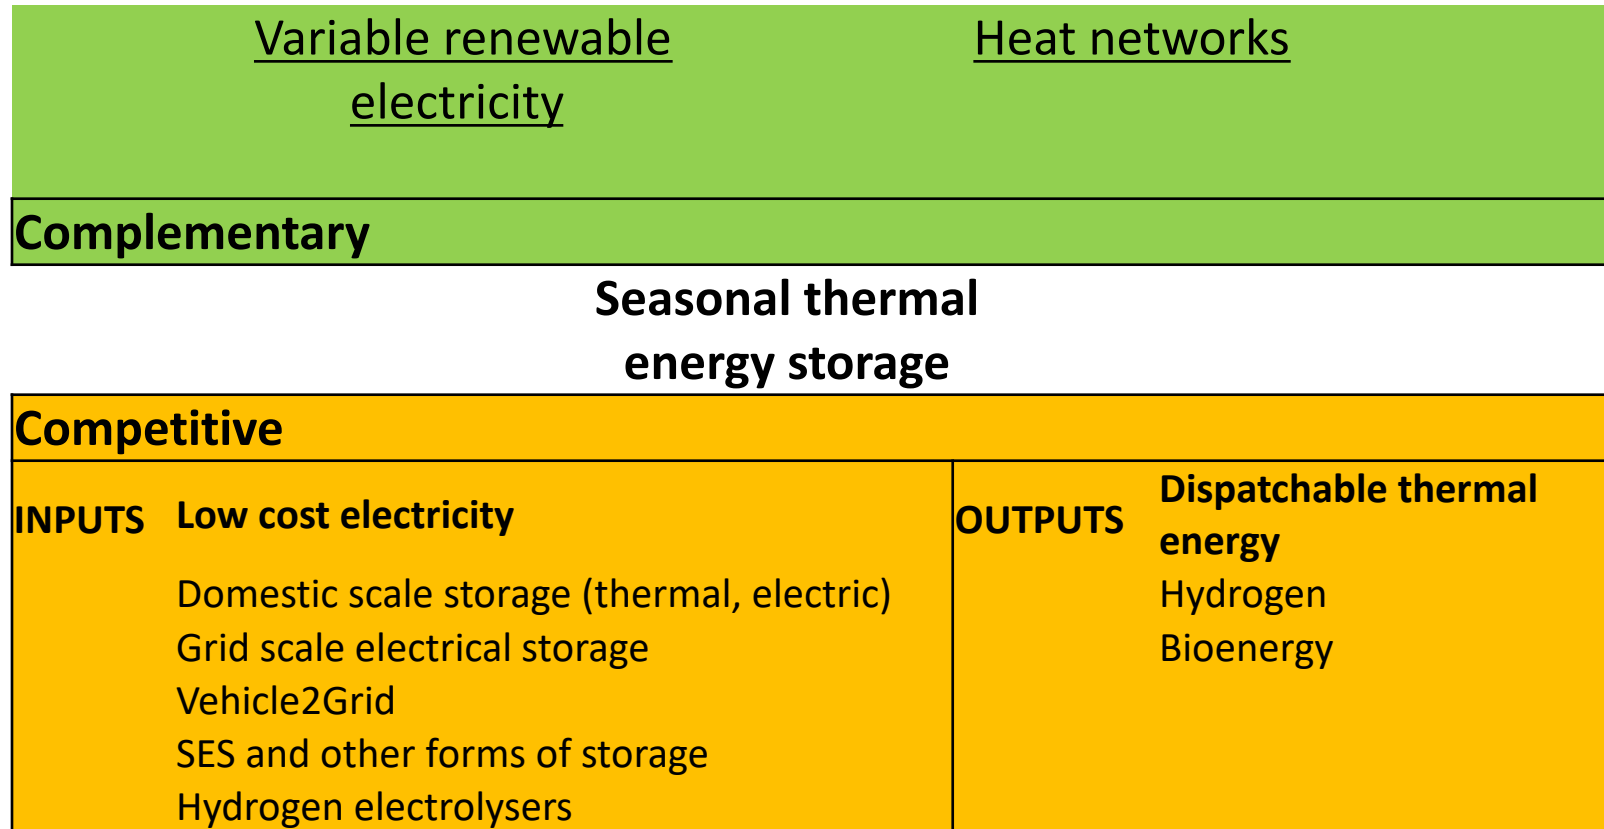 Variable renewable
electricity
Heat networks
Complementary
Seasonal thermal
energy storage
Competitive
INPUTS
Low cost electricity
Domestic scale storage (thermal, electric)
Grid scale electrical storage
Vehicle2Grid
SES and other forms of storage
Hydrogen electrolysers
OUTPUTS
Dispatchable thermal
energy
Hydrogen
Bioenergy